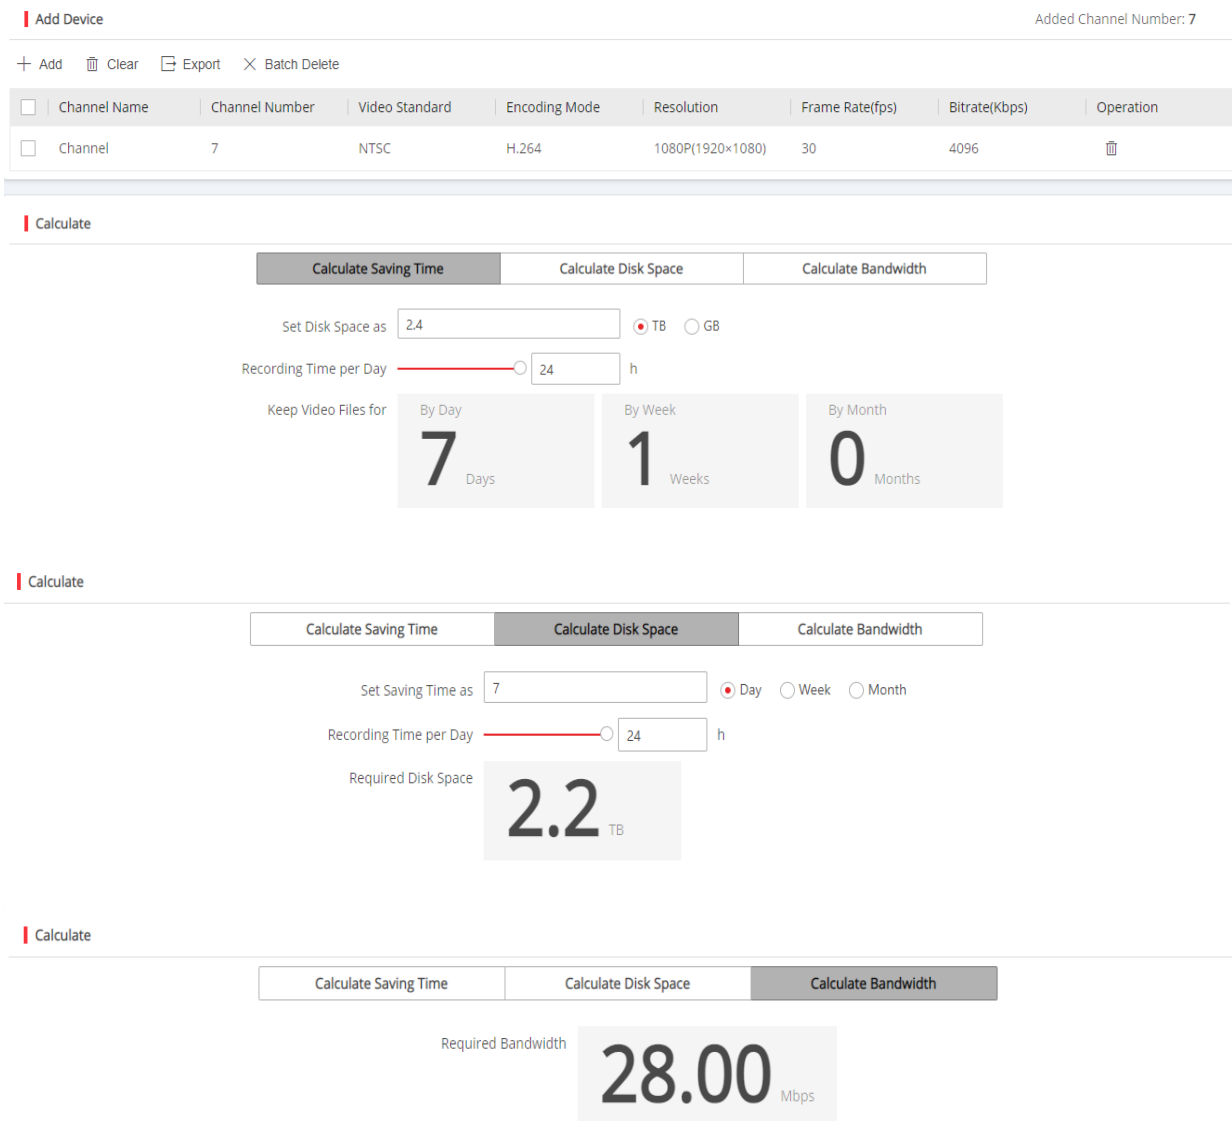 Add Device Added Channel Number: 7
Add Clear Export Batch Delete
Channel Name Channel Number Video Standard Encoding Mode Resolution Frame Rate(fps) Bitrate(Kbps) Operation
Channel 7 NTSC H.264 1080P(1920×1080) 30 4096
Calculate
Calculate Saving Time Calculate Disk Space Calculate Bandwidth
Set Disk Space as 2.4 TB GB
Recording Time per Day 24 h
Keep Video Files for By Day By Week By Month
7 Days 1 Weeks 0 Months
Calculate
Calculate Saving Time Calculate Disk Space Calculate Bandwidth
Set Saving Time as 7 Day Week Month
Recording Time per Day 24 h
Required Disk Space 2.2 TB
Calculate
Calculate Saving Time Calculate Disk Space Calculate Bandwidth
Required Bandwidth 28.00 Mbps